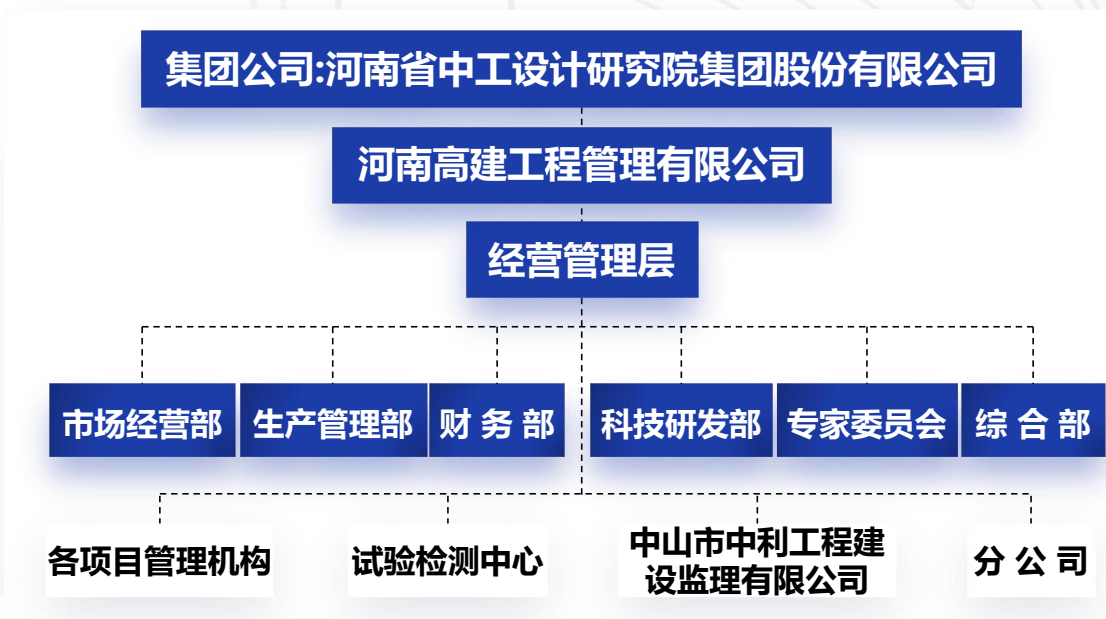 集团公司:河南省中工设计研究院集团股份有限公司
河南高建工程管理有限公司
经营管理层
市场经营部
生产管理部
财 务 部
科技研发部
专家委员会
综 合 部
各项目管理机构
试验检测中心
中山市中利工程建
设监理有限公司
分 公 司